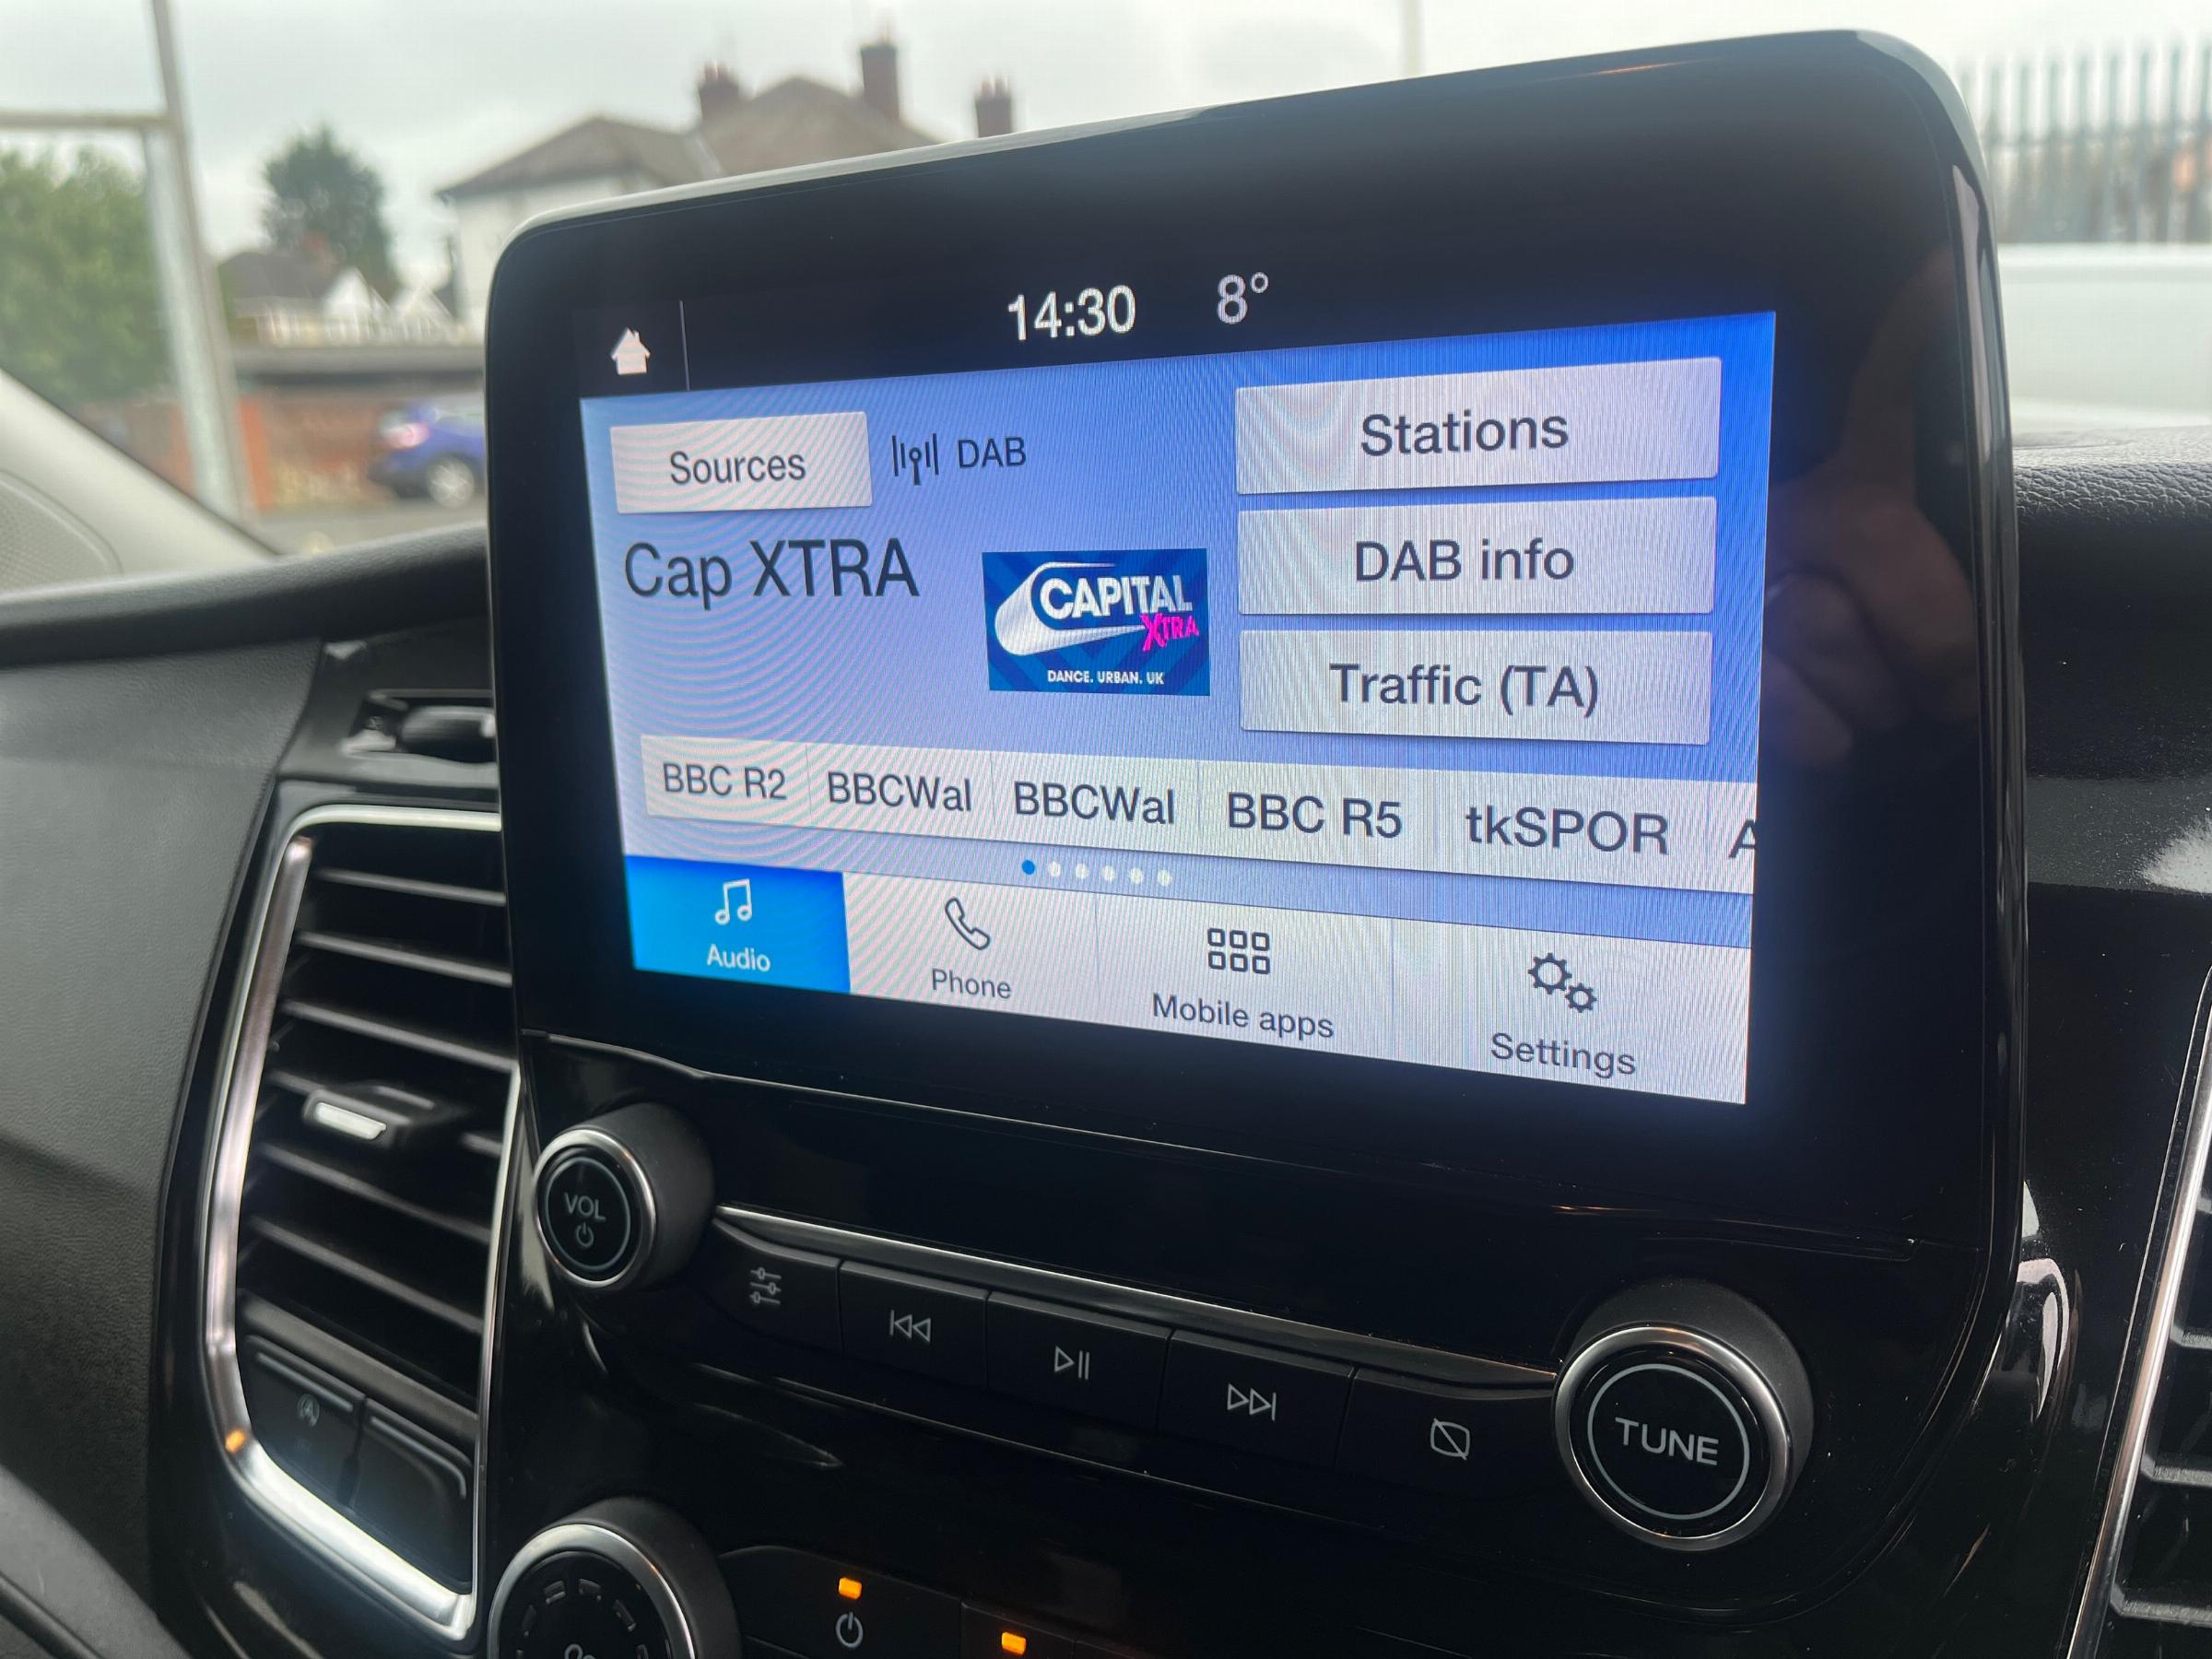 14:30 8°
Sources DAB
Stations
Cap XTRA
CAPITAL
XTRA
DANCE. URBAN. UK
DAB info
Traffic (TA)
BBC R2 BBCWal BBCWal BBC R5 tkSPOR A
Audio Phone Mobile apps Settings
VOL
TUNE